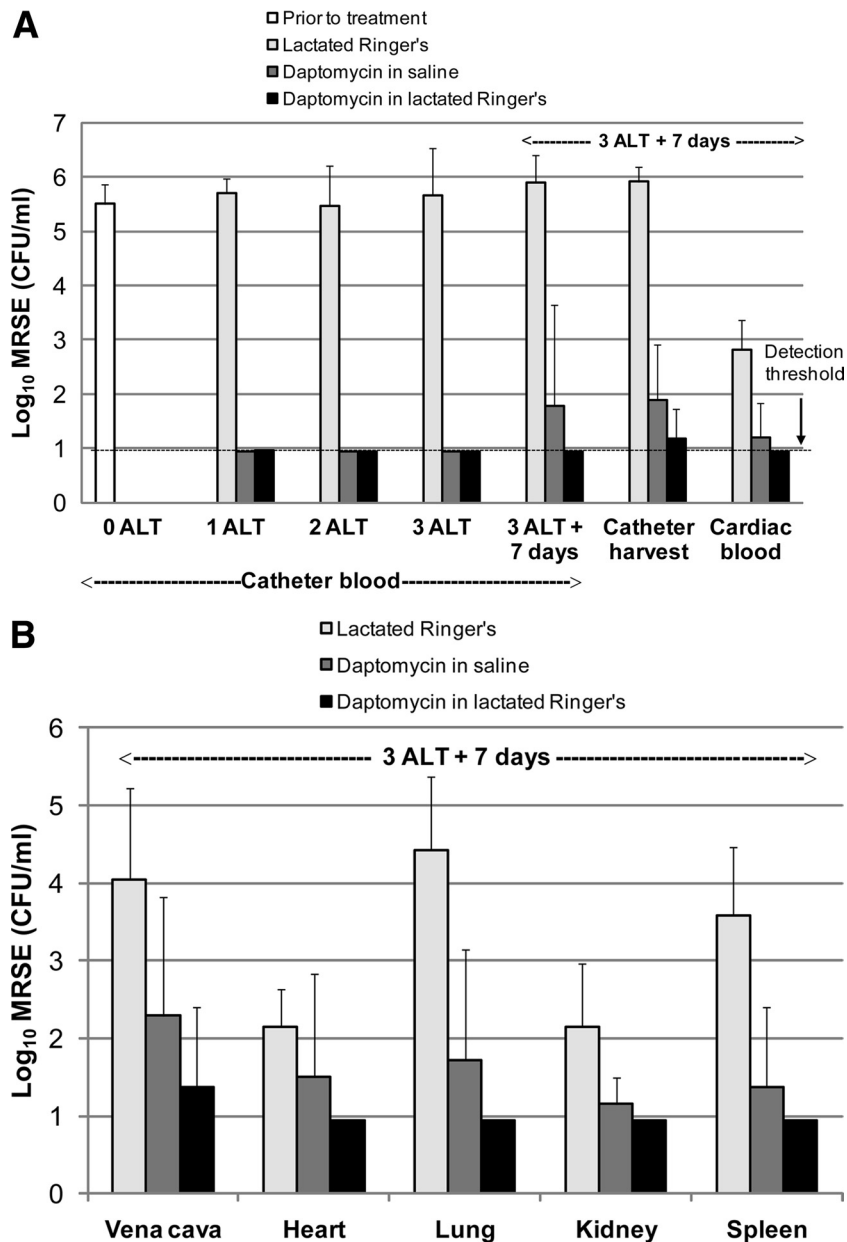 A
Prior to treatment
Lactated Ringer's
Daptomycin in saline
Daptomycin in lactated Ringer's
Log10 MRSE (CFU/ml)
7
6
5
4
3
2
1
0
<---------- 3 ALT + 7 days ---------->
Detection
threshold
0 ALT
1 ALT
2 ALT
3 ALT
3 ALT +
7 days
Catheter
harvest
Cardiac
blood
<----------------------Catheter blood---------------------->
B
Lactated Ringer's
Daptomycin in saline
Daptomycin in lactated Ringer's
Log10 MRSE (CFU/ml)
6
5
4
3
2
1
0
<---------------------------- 3 ALT + 7 days ---------------------------->
Vena cava
Heart
Lung
Kidney
Spleen